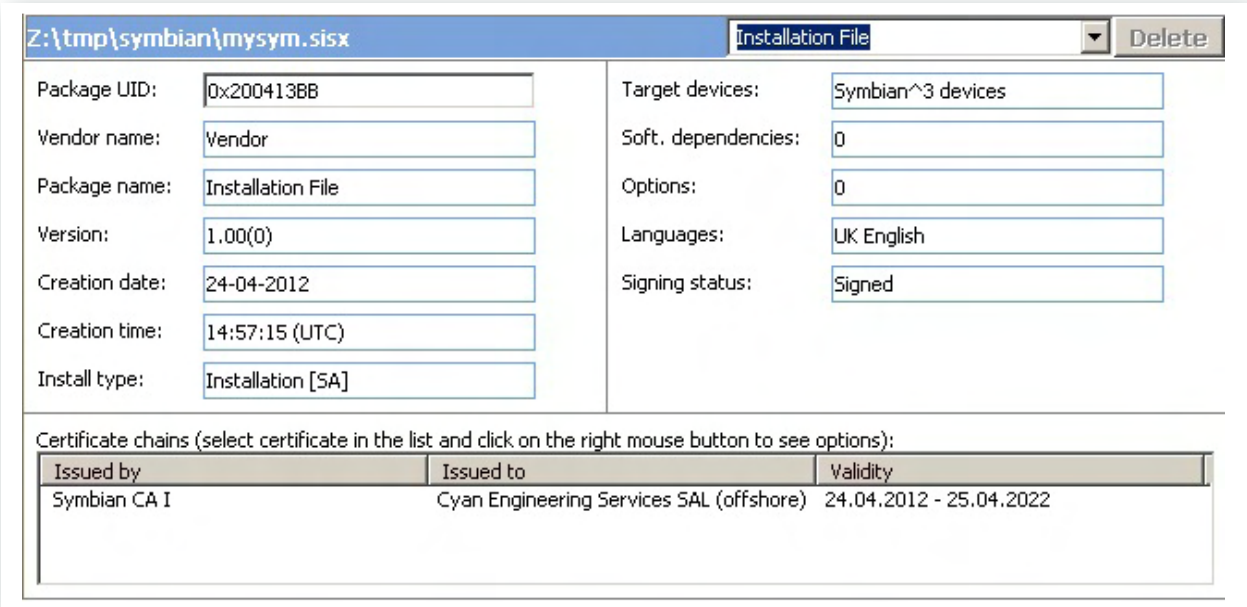 Z:\tmp\symbian\mysym.sisx
Installation File
Delete
Package UID: 0x200413BB
Vendor name: Vendor
Package name: Installation File
Version: 1.00(0)
Creation date: 24-04-2012
Creation time: 14:57:15 (UTC)
Install type: Installation [SA]
Target devices: Symbian^3 devices
Soft. dependencies: 0
Options: 0
Languages: UK English
Signing status: Signed
Certificate chains (select certificate in the list and click on the right mouse button to see options):
Issued by Issued to Validity
Symbian CA I Cyan Engineering Services SAL (offshore) 24.04.2012 - 25.04.2022